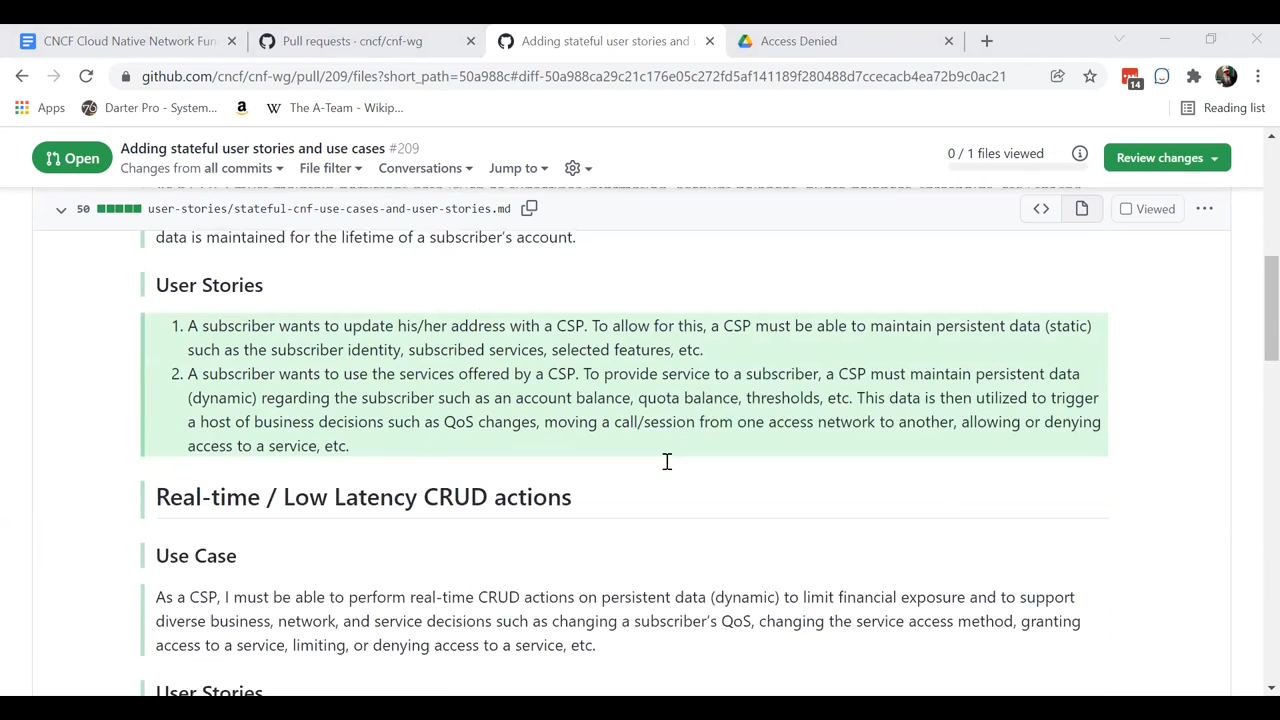 CNCF Cloud Native Network Fun
Pull requests · cncf/cnf-wg
Adding stateful user stories and
Access Denied
github.com/cncf/cnf-wg/pull/209/files?short_path=50a988c#diff-50a988ca29c21c176e05c272fd5af141189f280488d7ccecacb4ea72b9c0ac21
14
Apps
76
Darter Pro - System...
a
W
The A-Team - Wikip...
Reading list
Open
Adding stateful user stories and use cases #209
Changes from all commits
File filter
Conversations
Jump to
0 / 1 files viewed
Review changes
50
user-stories/stateful-cnf-use-cases-and-user-stories.md
Viewed
data is maintained for the lifetime of a subscriber's account.
User Stories
1. A subscriber wants to update his/her address with a CSP. To allow for this, a CSP must be able to maintain persistent data (static)
such as the subscriber identity, subscribed services, selected features, etc.
2. A subscriber wants to use the services offered by a CSP. To provide service to a subscriber, a CSP must maintain persistent data
(dynamic) regarding the subscriber such as an account balance, quota balance, thresholds, etc. This data is then utilized to trigger
a host of business decisions such as QoS changes, moving a call/session from one access network to another, allowing or denying
access to a service, etc.
Real-time / Low Latency CRUD actions
Use Case
As a CSP, I must be able to perform real-time CRUD actions on persistent data (dynamic) to limit financial exposure and to support
diverse business, network, and service decisions such as changing a subscriber's QoS, changing the service access method, granting
access to a service, limiting, or denying access to a service, etc.
User Stories